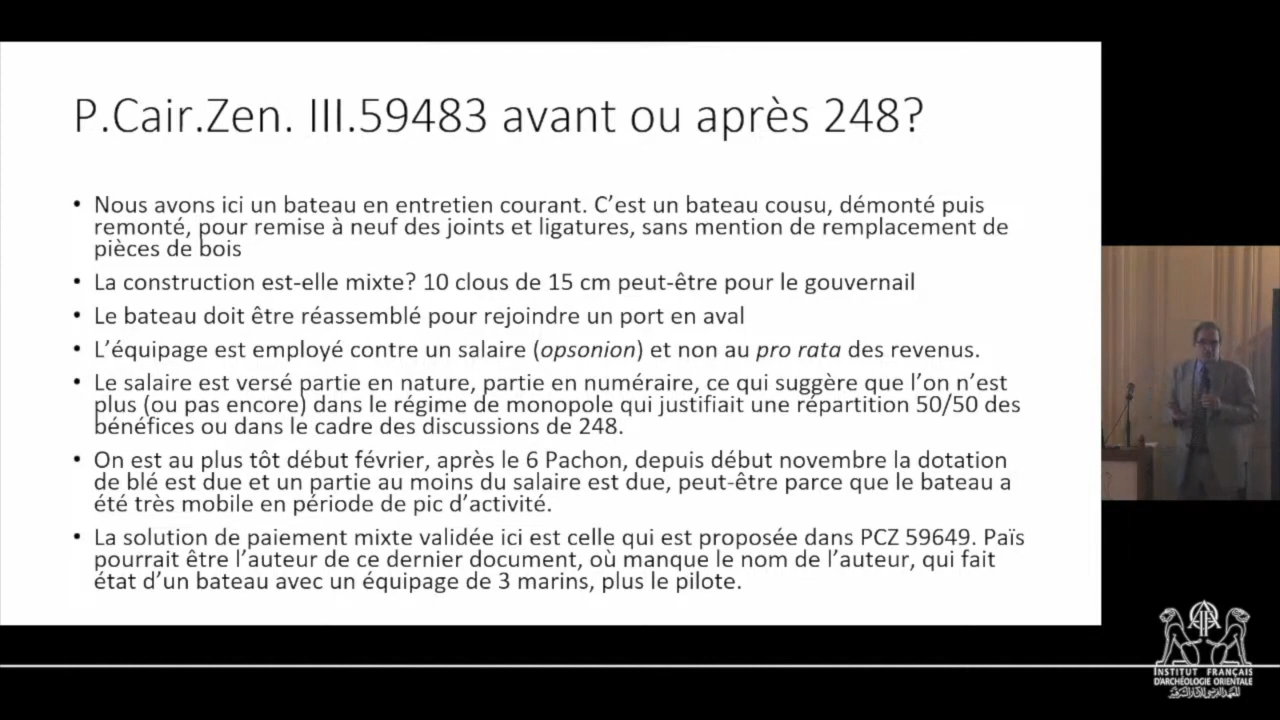 P.Cair.Zen. III.59483 avant ou après 248?
• Nous avons ici un bateau en entretien courant. C’est un bateau cousu, démonté puis
remonté, pour remise à neuf des joints et ligatures, sans mention de remplacement de
pièces de bois
• La construction est-elle mixte? 10 clous de 15 cm peut-être pour le gouvernail
• Le bateau doit être réassemblé pour rejoindre un port en aval
• L’équipage est employé contre un salaire (opsonion) et non au pro rata des revenus.
• Le salaire est versé partie en nature, partie en numéraire, ce qui suggère que l’on n’est
plus (ou pas encore) dans le régime de monopole qui justifiait une répartition 50/50 des
bénéfices ou dans le cadre des discussions de 248.
• On est au plus tôt début février, après le 6 Pachon, depuis début novembre la dotation
de blé est due et un partie au moins du salaire est due, peut-être parce que le bateau a
été très mobile en période de pic d’activité.
• La solution de paiement mixte validée ici est celle qui est proposée dans PCZ 59649. Païs
pourrait être l’auteur de ce dernier document, où manque le nom de l’auteur, qui fait
état d’un bateau avec un équipage de 3 marins, plus le pilote.
INSTITUT FRANÇAIS
D'ARCHÉOLOGIE ORIENTALE